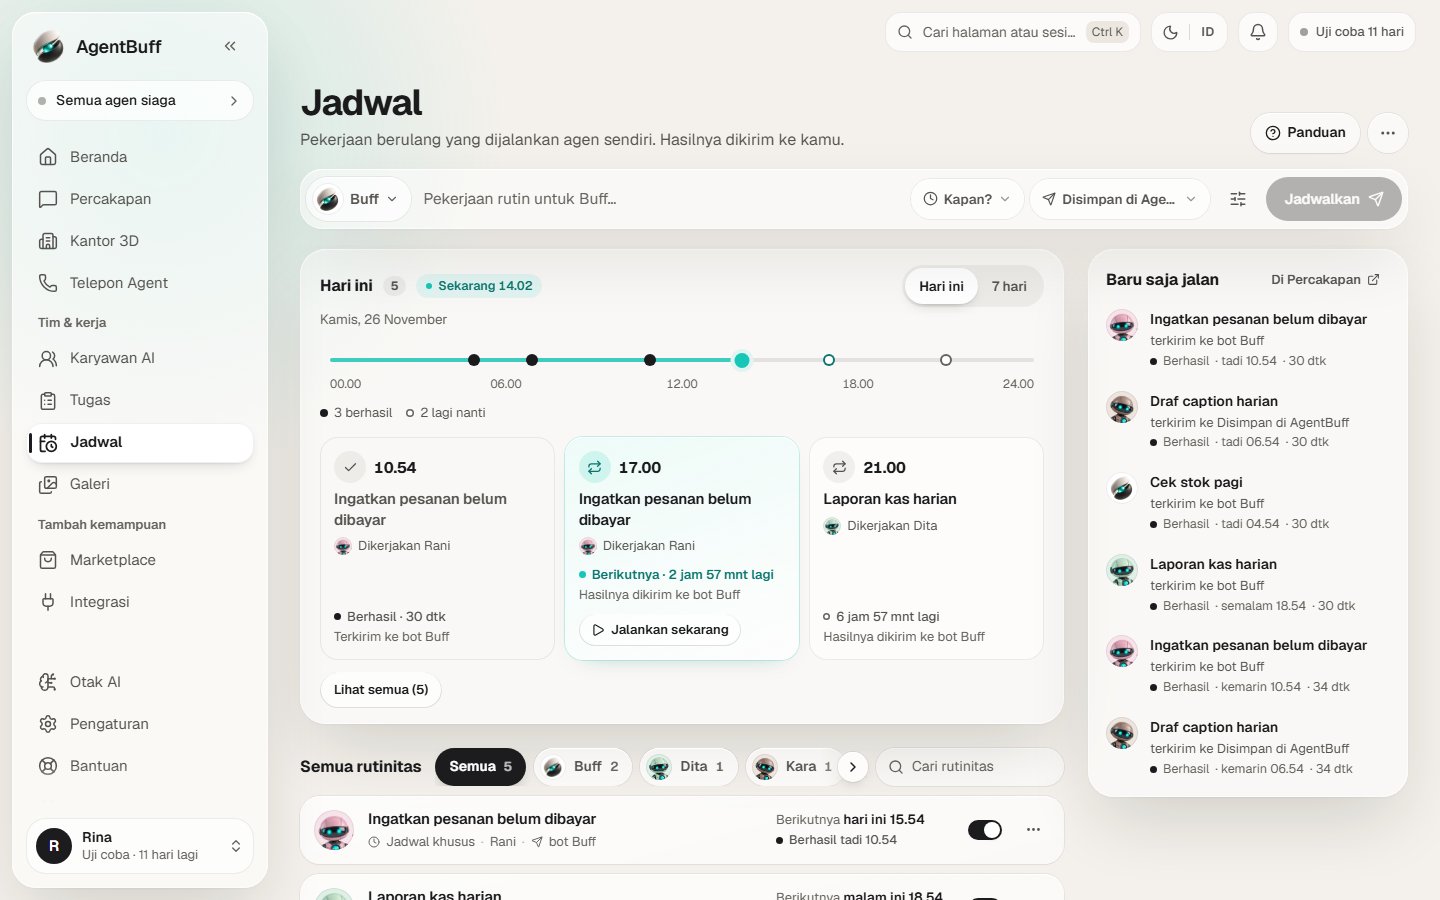 AgentBuff
Semua agen siaga
Beranda
Percakapan
Kantor 3D
Telepon Agent
Tim & kerja
Karyawan AI
Tugas
Jadwal
Galeri
Tambah kemampuan
Marketplace
Integrasi
Otak AI
Pengaturan
Bantuan
R
Rina
Uji coba · 11 hari lagi
Cari halaman atau sesi...
Ctrl K
ID
Uji coba 11 hari
Jadwal
Pekerjaan berulang yang dijalankan agen sendiri. Hasilnya dikirim ke kamu.
Panduan
Buff
Pekerjaan rutin untuk Buff...
Kapan?
Disimpan di Age...
Jadwalkan
Hari ini 5
Sekarang 14.02
Hari ini
7 hari
Kamis, 26 November
00.00 06.00 12.00 18.00 24.00
3 berhasil
2 lagi nanti
10.54
Ingatkan pesanan belum
dibayar
Dikerjakan Rani
Berhasil · 30 dtk
Terkirim ke bot Buff
17.00
Ingatkan pesanan belum
dibayar
Dikerjakan Rani
Berikutnya · 2 jam 57 mnt lagi
Hasilnya dikirim ke bot Buff
Jalankan sekarang
21.00
Laporan kas harian
Dikerjakan Dita
6 jam 57 mnt lagi
Hasilnya dikirim ke bot Buff
Lihat semua (5)
Baru saja jalan
Di Percakapan
Ingatkan pesanan belum dibayar
terkirim ke bot Buff
Berhasil · tadi 10.54 · 30 dtk
Draf caption harian
terkirim ke Disimpan di AgentBuff
Berhasil · tadi 06.54 · 30 dtk
Cek stok pagi
terkirim ke bot Buff
Berhasil · tadi 04.54 · 30 dtk
Laporan kas harian
terkirim ke bot Buff
Berhasil · semalam 18.54 · 30 dtk
Ingatkan pesanan belum dibayar
terkirim ke bot Buff
Berhasil · kemarin 10.54 · 34 dtk
Draf caption harian
terkirim ke Disimpan di AgentBuff
Berhasil · kemarin 06.54 · 34 dtk
Semua rutinitas
Semua 5
Buff 2
Dita 1
Kara 1
Cari rutinitas
Ingatkan pesanan belum dibayar
Jadwal khusus · Rani · bot Buff
Berikutnya hari ini 15.54
Berhasil tadi 10.54
Laporan kas harian
Berikutnya malam ini 18.54